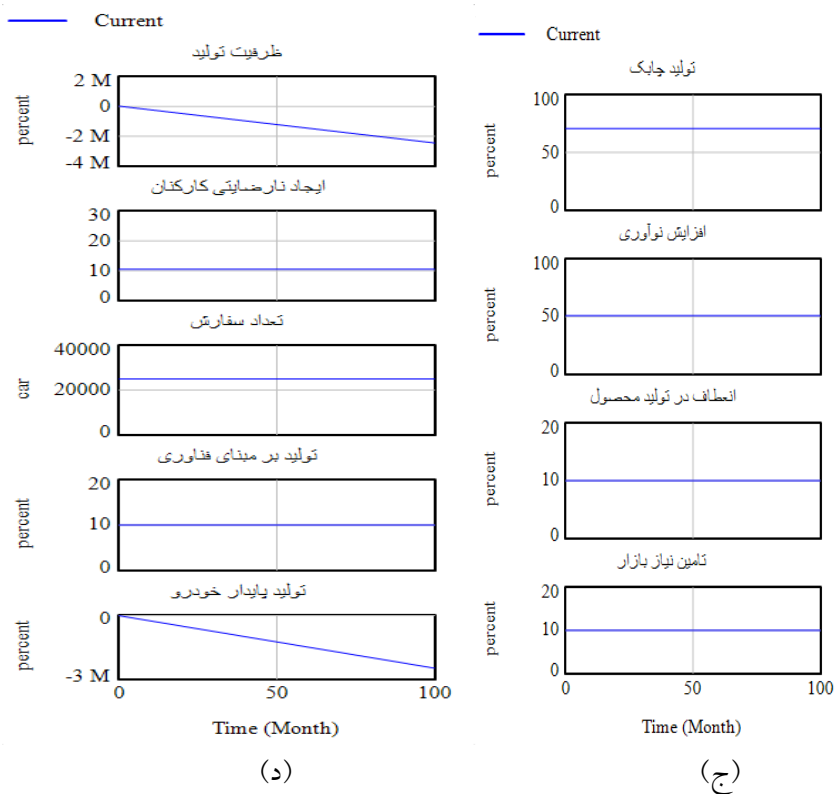 Current
ظرفیت تولید
percent
2 M
0
-2 M
-4 M
ایجاد نارضایتی کارکنان
30
20
10
0
تعداد سفارش
car
40000
20000
0
تولید بر مبنای فناوری
percent
20
10
0
تولید پایدار خودرو
percent
0
-3 M
0 50 100
Time (Month)
(د)
Current
تولید چابک
percent
100
50
0
افزایش نوآوری
percent
100
50
0
انعطاف در تولید محصول
percent
20
10
0
تامین نیاز بازار
percent
20
10
0
0 50 100
Time (Month)
(ج)